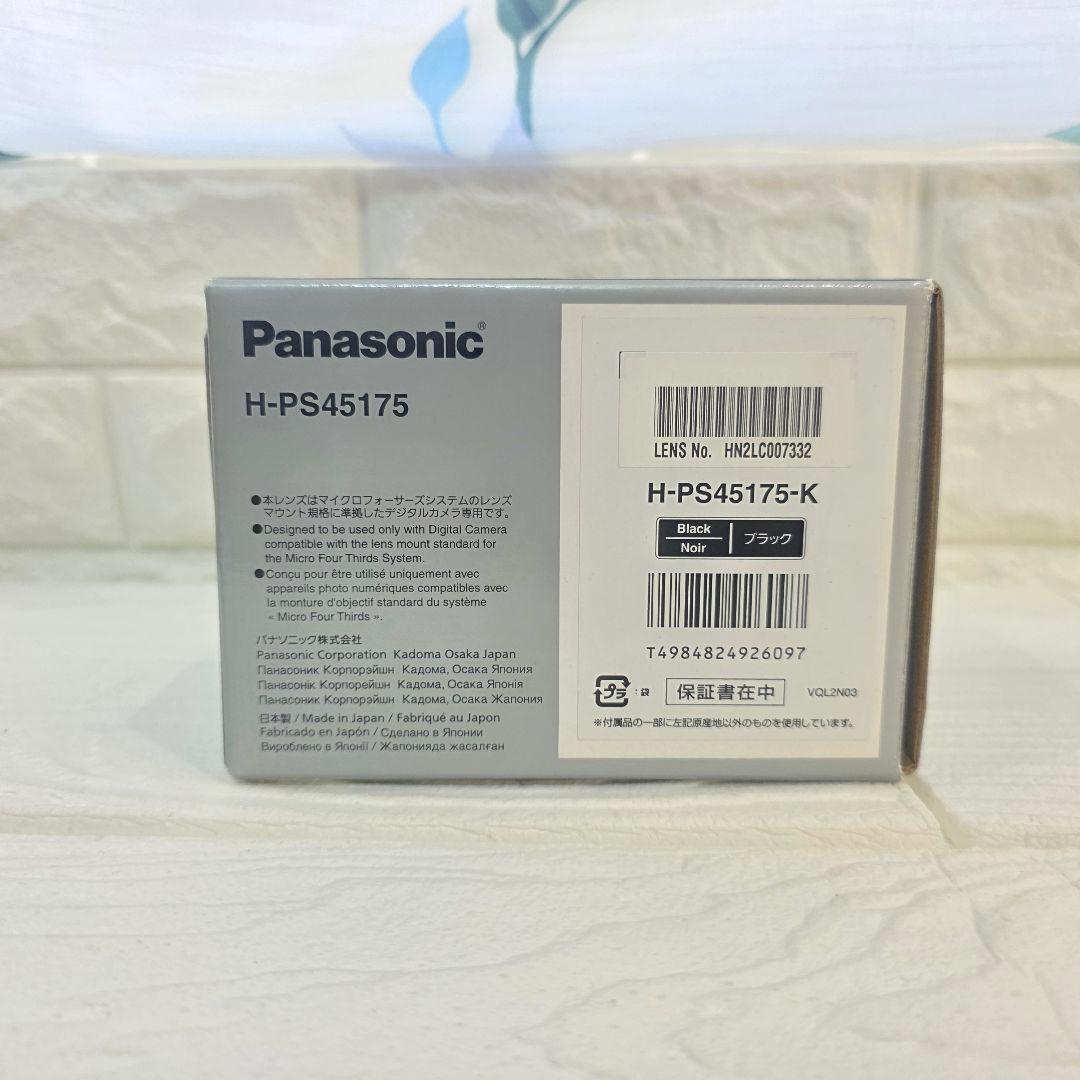 Panasonic®
H-PS45175
●本レンズはマイクロフォーサーズシステムのレンズ
マウント規格に準拠したデジタルカメラ専用です。
●Designed to be used only with Digital Camera
compatible with the lens mount standard for
the Micro Four Thirds System.
●Conçu pour être utilisé uniquement avec
appareils photo numériques compatibles avec
la monture d'objectif standard du système
« Micro Four Thirds ».
パナソニック株式会社
Panasonic Corporation Kadoma Osaka Japan
Панасоник Корпорэйшн Кадома, Осака Япония
Панасонік Корпорейшн Кадома, Осака Японія
Панасоник Корпорэйшн Кадома, Осака Жапония
日本製 / Made in Japan / Fabriqué au Japon
Fabricado en Japón / Сделано в Японии
Вироблено в Японії / Жапонияда жасалған
LENS No. HN2LC007332
H-PS45175-K
Black
Noir
ブラック
T4984824926097
プラ : 袋
保証書在中
VQL2N03
※付属品の一部に左記原産地以外のものを使用しています。